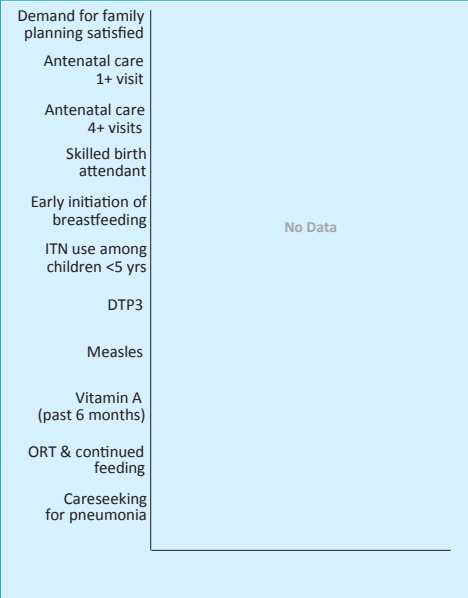 Demand for family
planning satisfied
Antenatal care
1+ visit
Antenatal care
4+ visits
Skilled birth
attendant
Early initiation of
breastfeeding
No Data
ITN use among
children <5 yrs
DTP3
Measles
Vitamin A
(past 6 months)
ORT & continued
feeding
Careseeking
for pneumonia